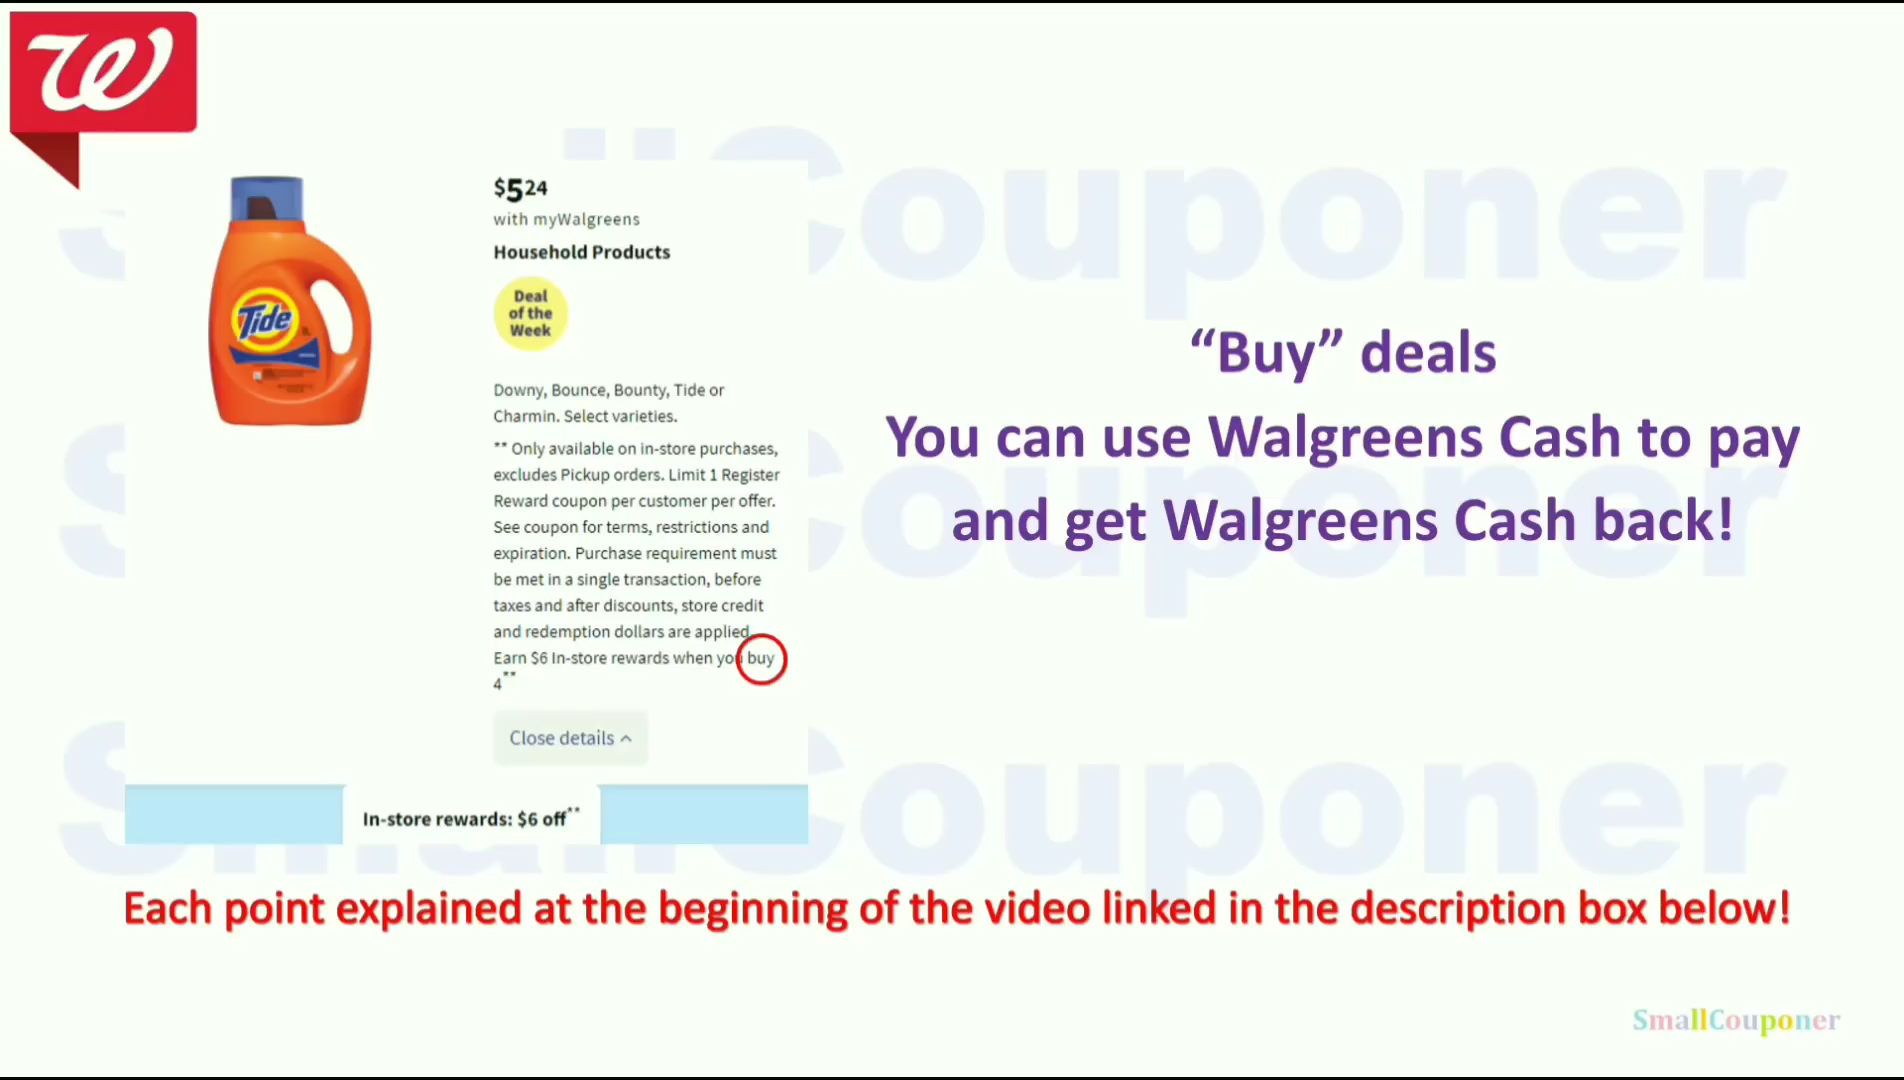 W
$5 24
with myWalgreens
Household Products
Deal
of the
Week
Tide
Downy, Bounce, Bounty, Tide or
Charmin. Select varieties.
** Only available on in-store purchases,
excludes Pickup orders. Limit 1 Register
Reward coupon per customer per offer.
See coupon for terms, restrictions and
expiration. Purchase requirement must
be met in a single transaction, before
taxes and after discounts, store credit
and redemption dollars are applied.
Earn $6 In-store rewards when you buy
4**
Close details
In-store rewards: $6 off**
“Buy” deals
You can use Walgreens Cash to pay
and get Walgreens Cash back!
Each point explained at the beginning of the video linked in the description box below!
SmallCouponer